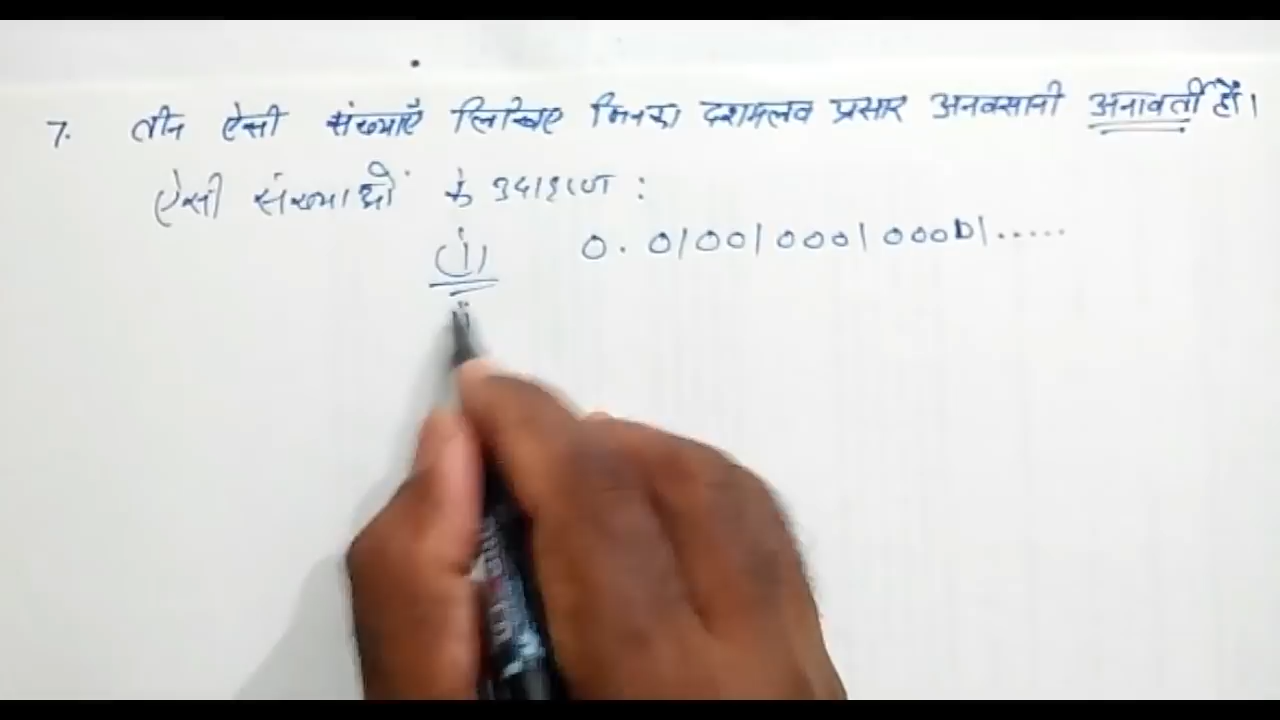 7. तीन ऐसी संख्याएँ लिखिए जिनका दशमलव प्रसार अनवसानी अनावर्ती हों।
ऐसी संख्याओं के उदाहरण :
(i) 0.01001000100001.....